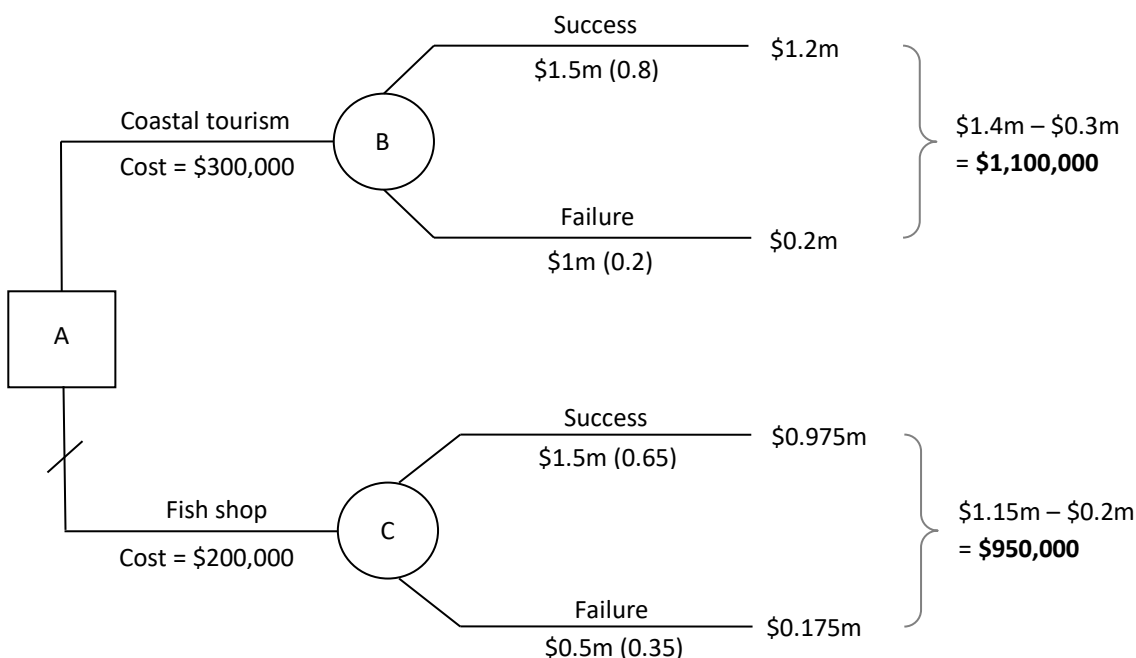 Success
$1.5m (0.8)
$1.2m
Coastal tourism
Cost = $300,000
B
$1.4m – $0.3m
= $1,100,000
Failure
$1m (0.2)
$0.2m
A
Success
$1.5m (0.65)
$0.975m
Fish shop
Cost = $200,000
C
$1.15m – $0.2m
= $950,000
Failure
$0.5m (0.35)
$0.175m